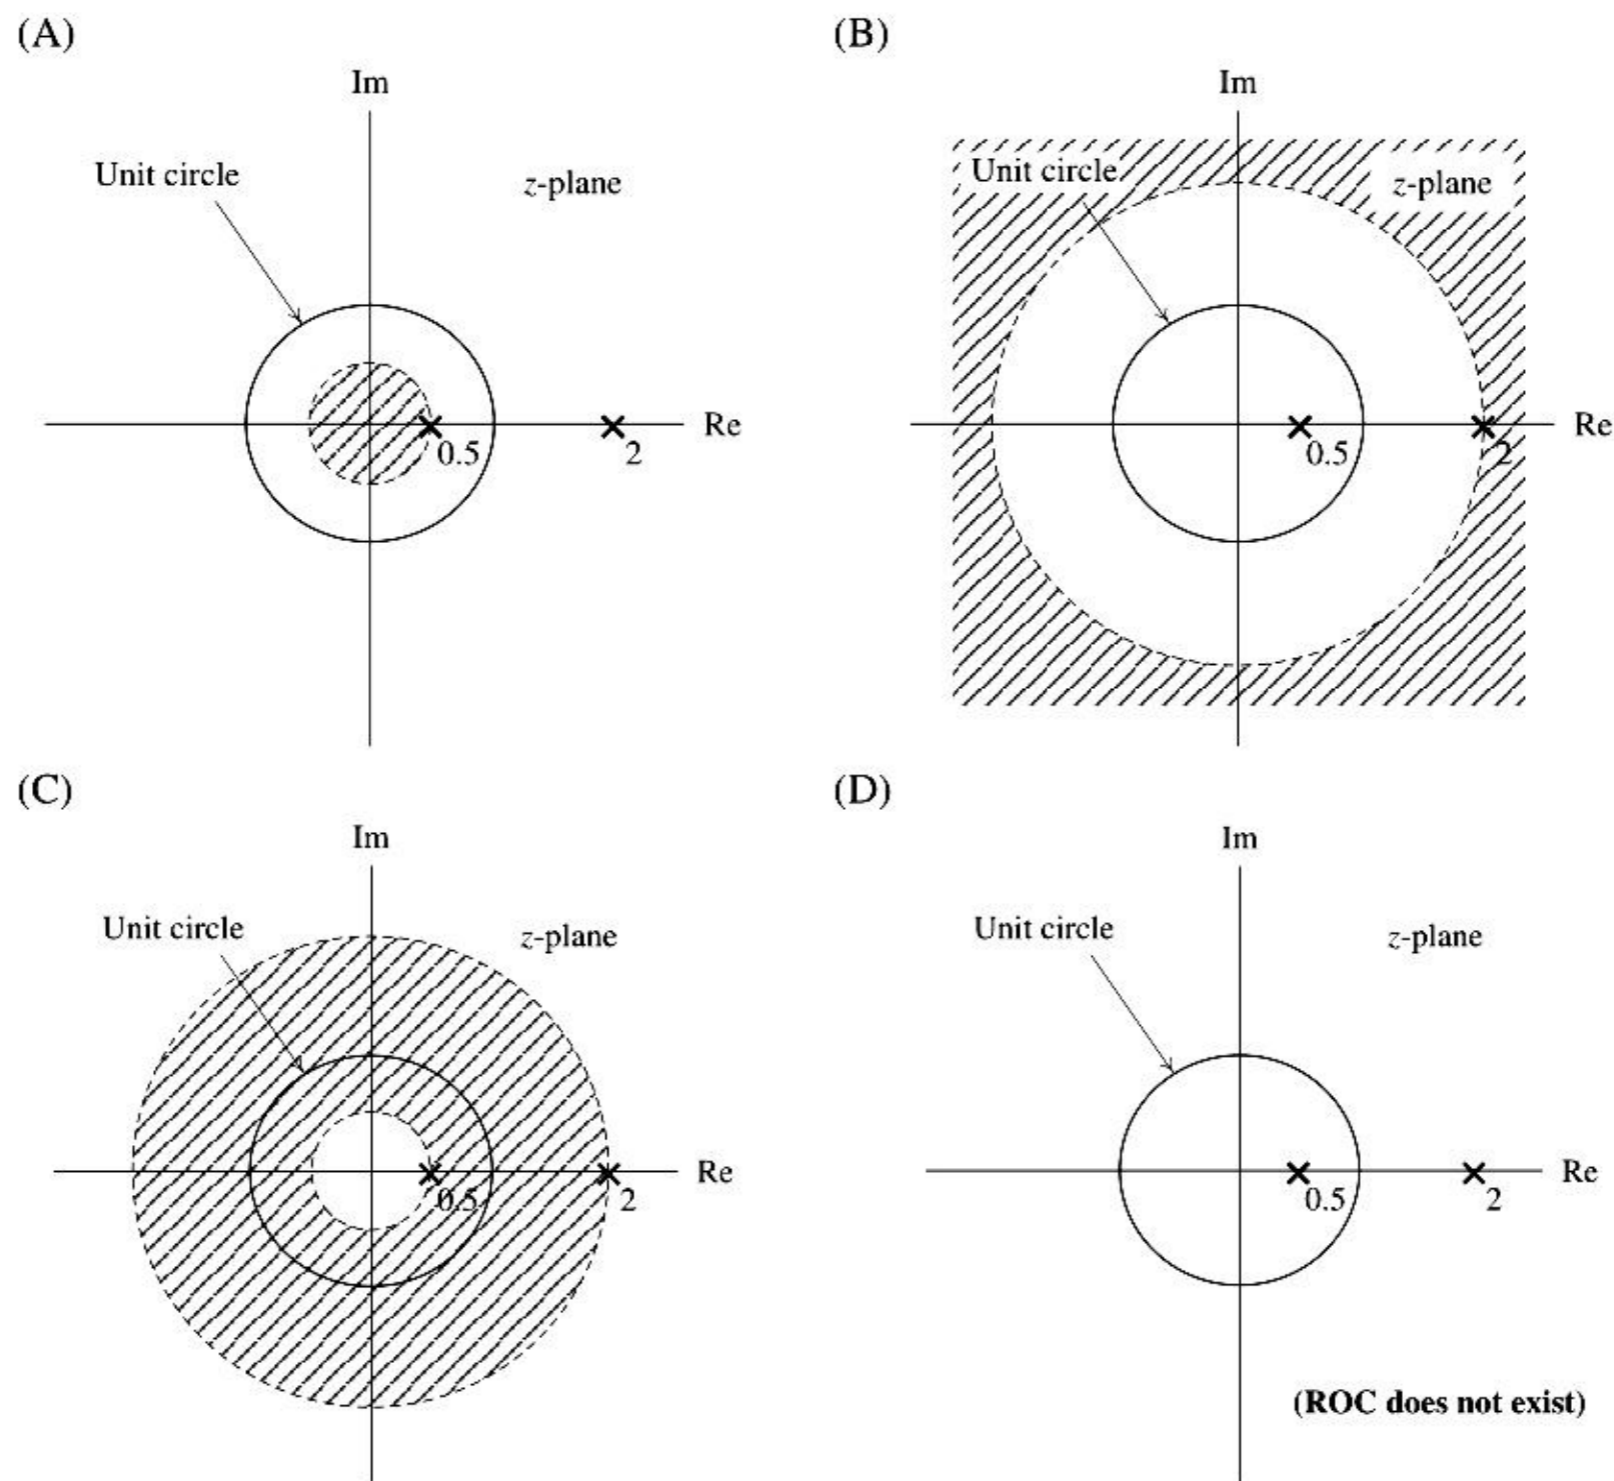 (A)
Im
Unit circle
z-plane
Re
0.5
2
(B)
Im
Unit circle
z-plane
Re
0.5
2
(C)
Im
Unit circle
z-plane
Re
0.5
2
(D)
Im
Unit circle
z-plane
Re
0.5
2
(ROC does not exist)